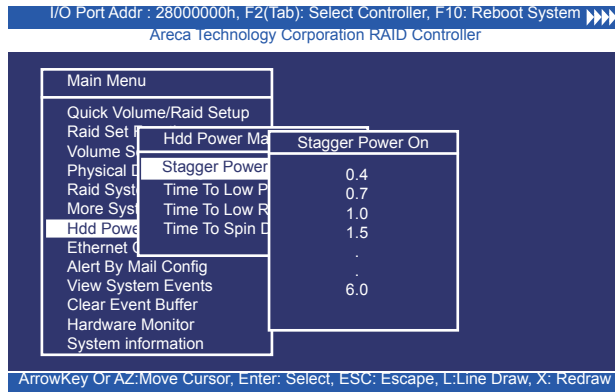 I/O Port Addr : 28000000h, F2(Tab): Select Controller, F10: Reboot System
Areca Technology Corporation RAID Controller
Main Menu
Quick Volume/Raid Setup
Raid Set
Volume
Physical
Raid
More
Hdd
Ethernet
Alert By Mail Config
View System Events
Clear Event Buffer
Hardware Monitor
System information
Hdd Power
Stagger Power
Time To Low
Time To Low
Time To Spin
Stagger Power On
0.4
0.7
1.0
1.5
.
.
6.0
ArrowKey Or AZ:Move Cursor, Enter: Select, ESC: Escape, L:Line Draw, X: Redraw